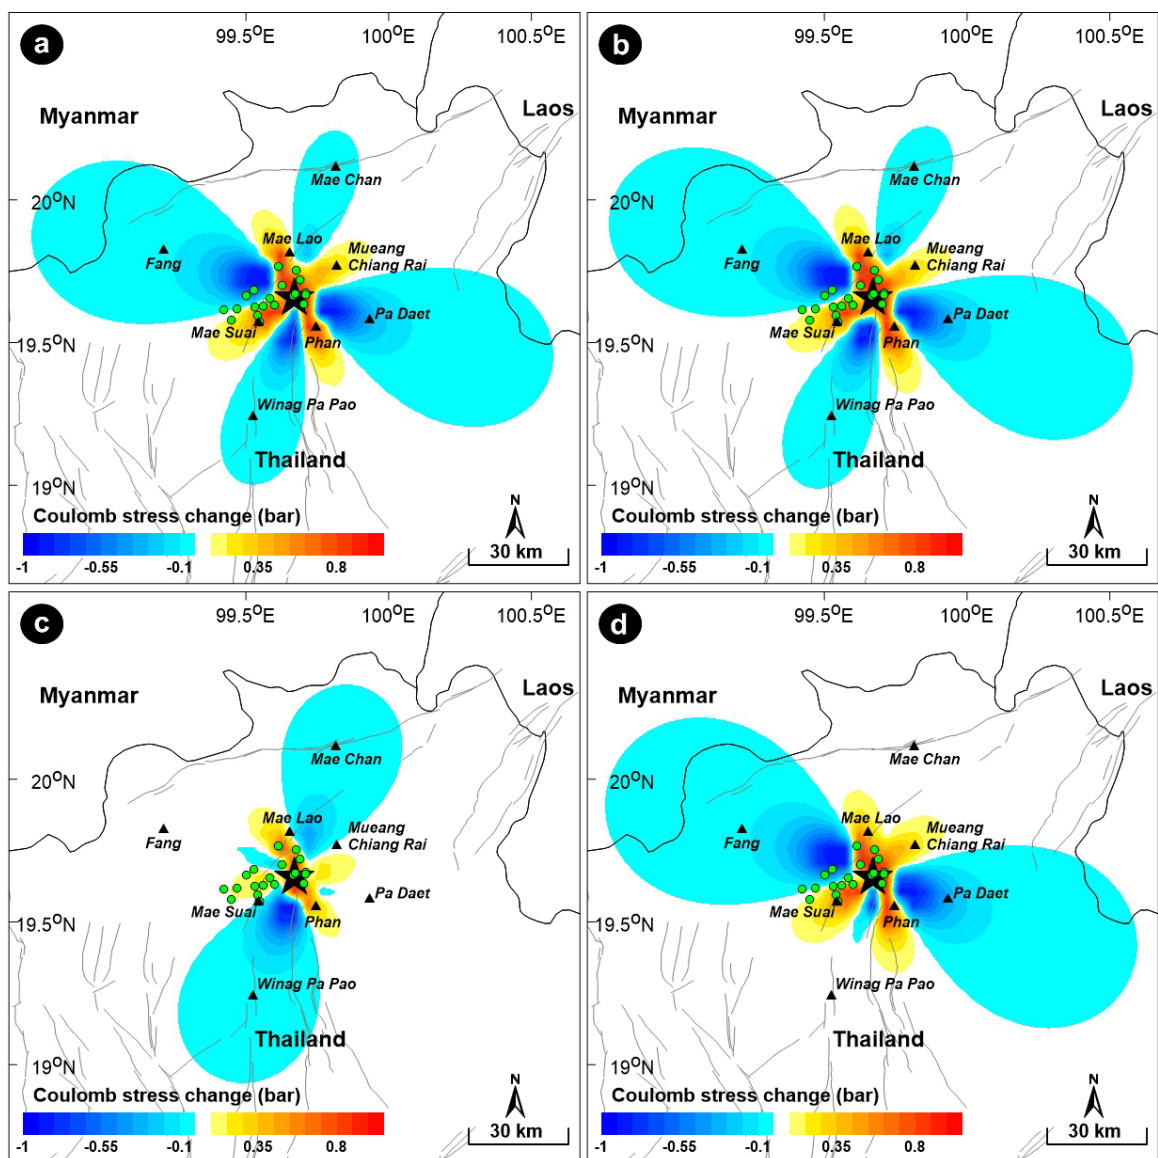 a
99.5°E
100°E
100.5°E
Myanmar
Laos
Mae Chan
20°N
Mae Lao
Mueang
Chiang Rai
Fang
Pa Daet
Mae Suai
Phan
19.5°N
Winag Pa Pao
Thailand
19°N
Coulomb stress change (bar)
-1 -0.55 -0.1 0.35 0.8
N
30 km
b
99.5°E
100°E
100.5°E
Myanmar
Laos
Mae Chan
20°N
Mae Lao
Mueang
Chiang Rai
Fang
Pa Daet
Mae Suai
Phan
19.5°N
Winag Pa Pao
Thailand
19°N
Coulomb stress change (bar)
-1 -0.55 -0.1 0.35 0.8
N
30 km
c
99.5°E
100°E
100.5°E
Myanmar
Laos
Mae Chan
20°N
Mae Lao
Mueang
Chiang Rai
Fang
Pa Daet
Mae Suai
Phan
19.5°N
Winag Pa Pao
Thailand
19°N
Coulomb stress change (bar)
-1 -0.55 -0.1 0.35 0.8
N
30 km
d
99.5°E
100°E
100.5°E
Myanmar
Laos
Mae Chan
20°N
Mae Lao
Mueang
Chiang Rai
Fang
Pa Daet
Mae Suai
Phan
19.5°N
Winag Pa Pao
Thailand
19°N
Coulomb stress change (bar)
-1 -0.55 -0.1 0.35 0.8
N
30 km